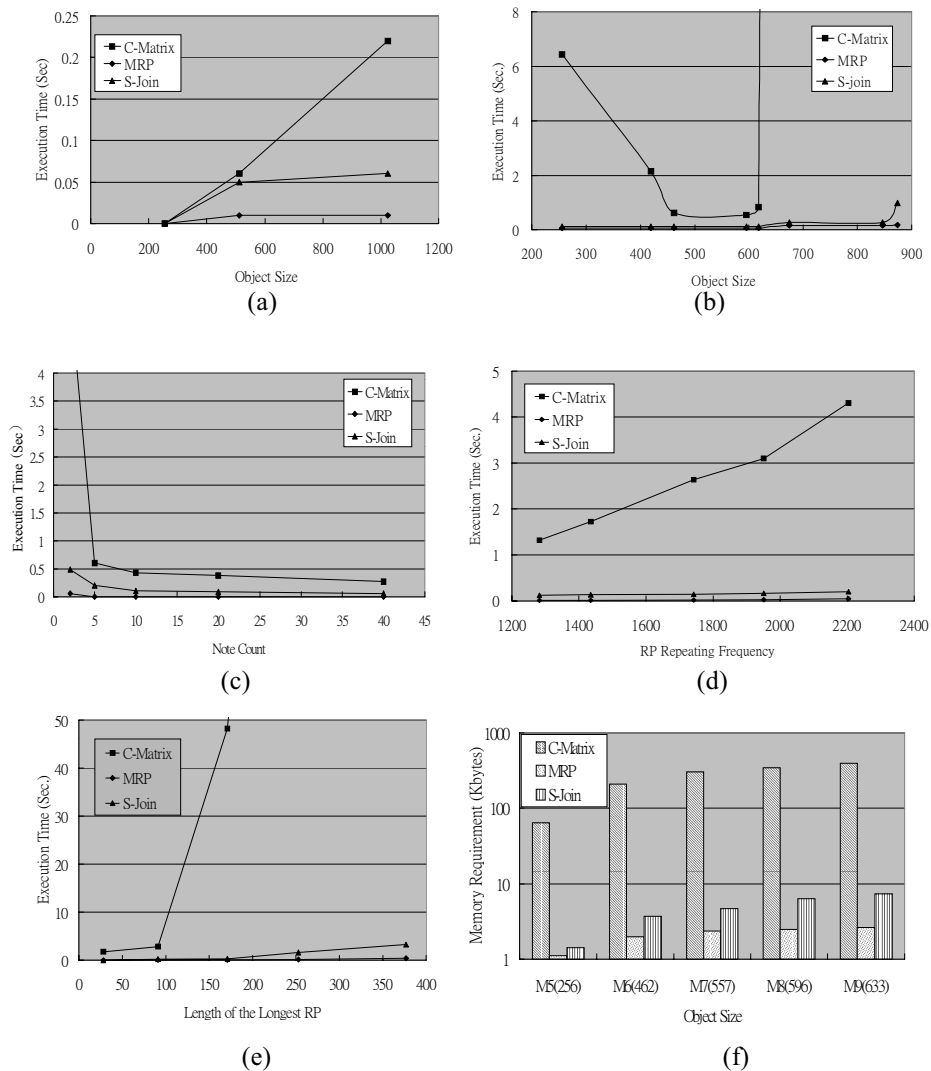 0.25
0.2
0.15
0.1
0.05
0
Execution Time (Sec)
C-Matrix
MRP
S-Join
0 200 400 600 800 1000 1200
Object Size
(a)
8
6
4
2
0
Execution Time (Sec.)
C-Matrix
MRP
S-join
200 300 400 500 600 700 800 900
Object Size
(b)
4
3.5
3
2.5
2
1.5
1
0.5
0
Execution Time (Sec)
C-Matrix
MRP
S-Join
0 5 10 15 20 25 30 35 40 45
Note Count
(c)
5
4
3
2
1
0
Execution Time (Sec.)
C-Matrix
MRP
S-Join
1200 1400 1600 1800 2000 2200 2400
RP Repeating Frequency
(d)
50
40
30
20
10
0
Execution Time (Sec.)
C-Matrix
MRP
S-Join
0 50 100 150 200 250 300 350 400
Length of the Longest RP
(e)
1000
100
10
1
Memory Requirement (Kbytes)
C-Matrix
MRP
S-Join
M5(256) M6(462) M7(557) M8(596) M9(633)
Object Size
(f)